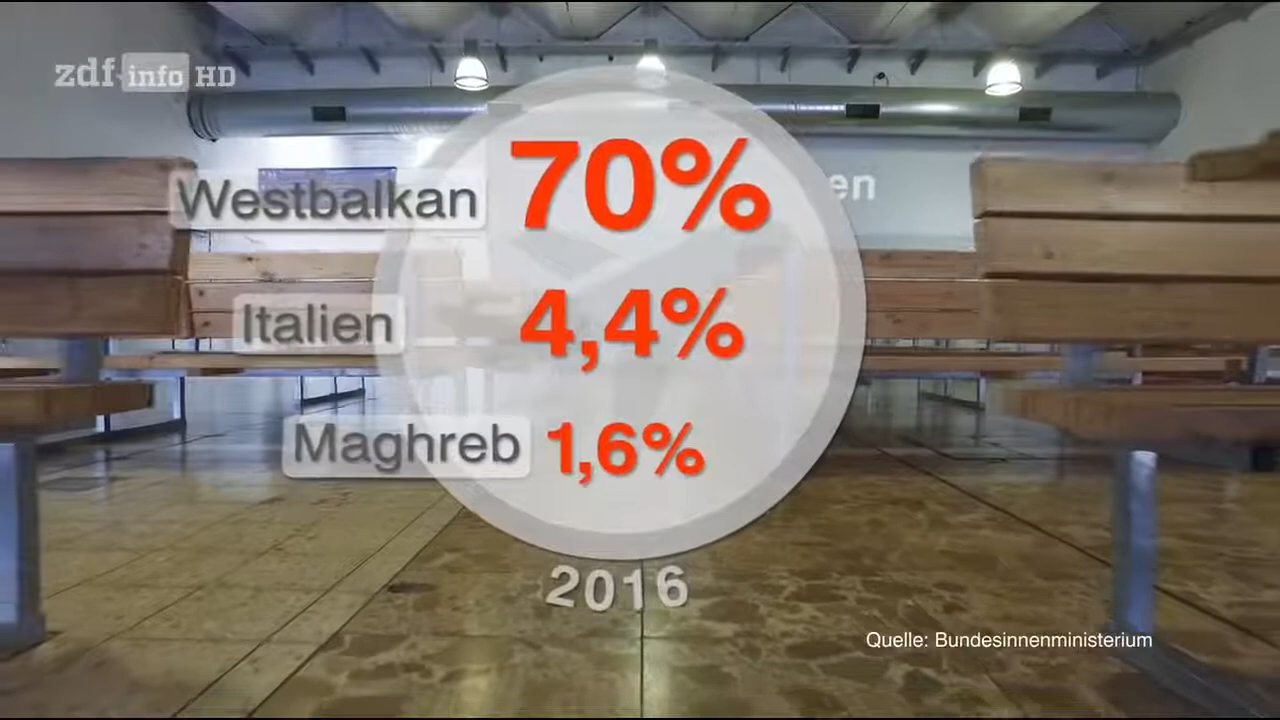 zdf info HD
Westbalkan 70%
Italien 4,4%
Maghreb 1,6%
2016
Quelle: Bundesinnenministerium